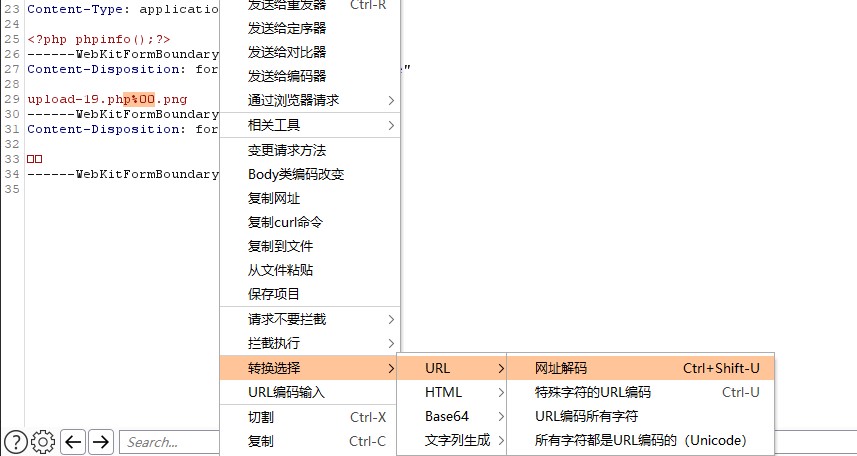 23 Content-Type: applicatio
24
25 <?php phpinfo();?>
26 ------WebKitFormBoundary
27 Content-Disposition: for "
28
29 upload-19.php%00.png
30 ------WebKitFormBoundary
31 Content-Disposition: for
32
33
34 ------WebKitFormBoundary
35
发送给重发器 Ctrl-R
发送给定序器
发送给对比器
发送给编码器
通过浏览器请求
相关工具
变更请求方法
Body类编码改变
复制网址
复制curl命令
复制到文件
从文件粘贴
保存项目
请求不要拦截
拦截执行
转换选择
URL编码输入
切割 Ctrl-X
复制 Ctrl-C
URL
HTML
Base64
文字列生成
网址解码 Ctrl+Shift-U
特殊字符的URL编码 Ctrl-U
URL编码所有字符
所有字符都是URL编码的（Unicode）
Search...